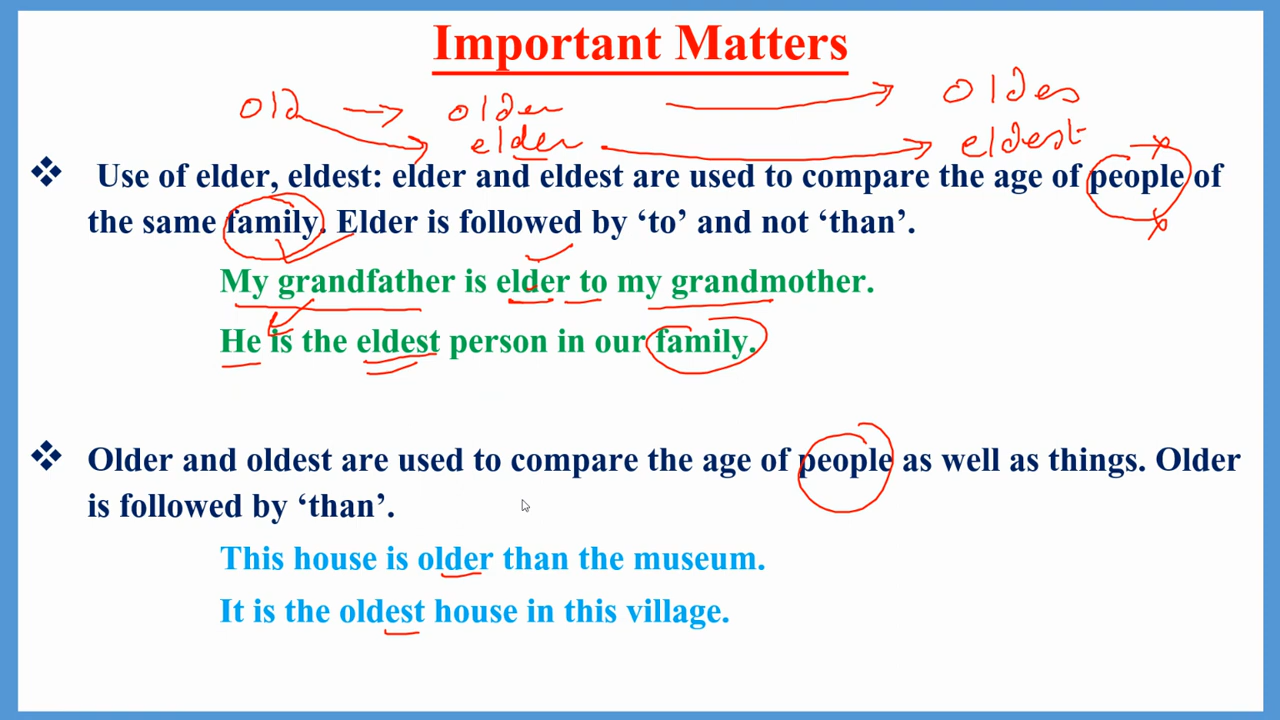 Important Matters
old → older → oldes
elder → eldest
❖ Use of elder, eldest: elder and eldest are used to compare the age of people of
the same family. Elder is followed by ‘to’ and not ‘than’.
My grandfather is elder to my grandmother.
He is the eldest person in our family.
❖ Older and oldest are used to compare the age of people as well as things. Older
is followed by ‘than’.
This house is older than the museum.
It is the oldest house in this village.